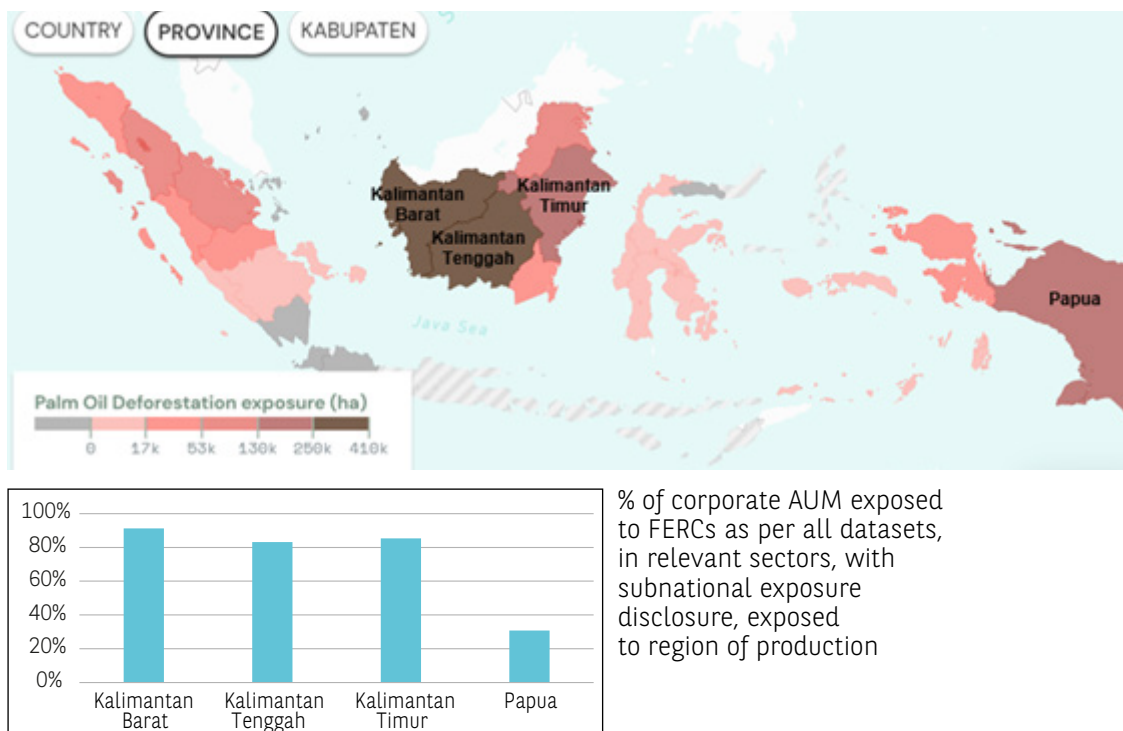 COUNTRY
PROVINCE
KABUPATEN
Kalimantan
Barat
Kalimantan
Timur
Kalimantan
Tenggah
Papua
Java Sea
Palm Oil Deforestation exposure (ha)
0 17k 53k 130k 250k 410k
100%
80%
60%
40%
20%
0%
Kalimantan
Barat
Kalimantan
Tenggah
Kalimantan
Timur
Papua
% of corporate AUM exposed
to FERCs as per all datasets,
in relevant sectors, with
subnational exposure
disclosure, exposed
to region of production